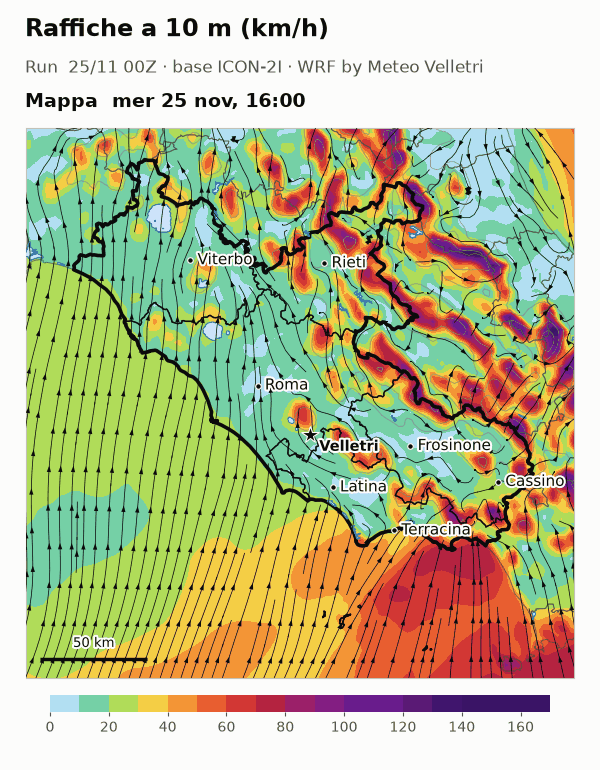 Raffiche a 10 m (km/h)
Run  25/11 00Z · base ICON-2I · WRF by Meteo Velletri
Mappa  mer 25 nov, 16:00
Viterbo
Rieti
Roma
Velletri
Frosinone
Latina
Cassino
Terracina
50 km
0 20 40 60 80 100 120 140 160